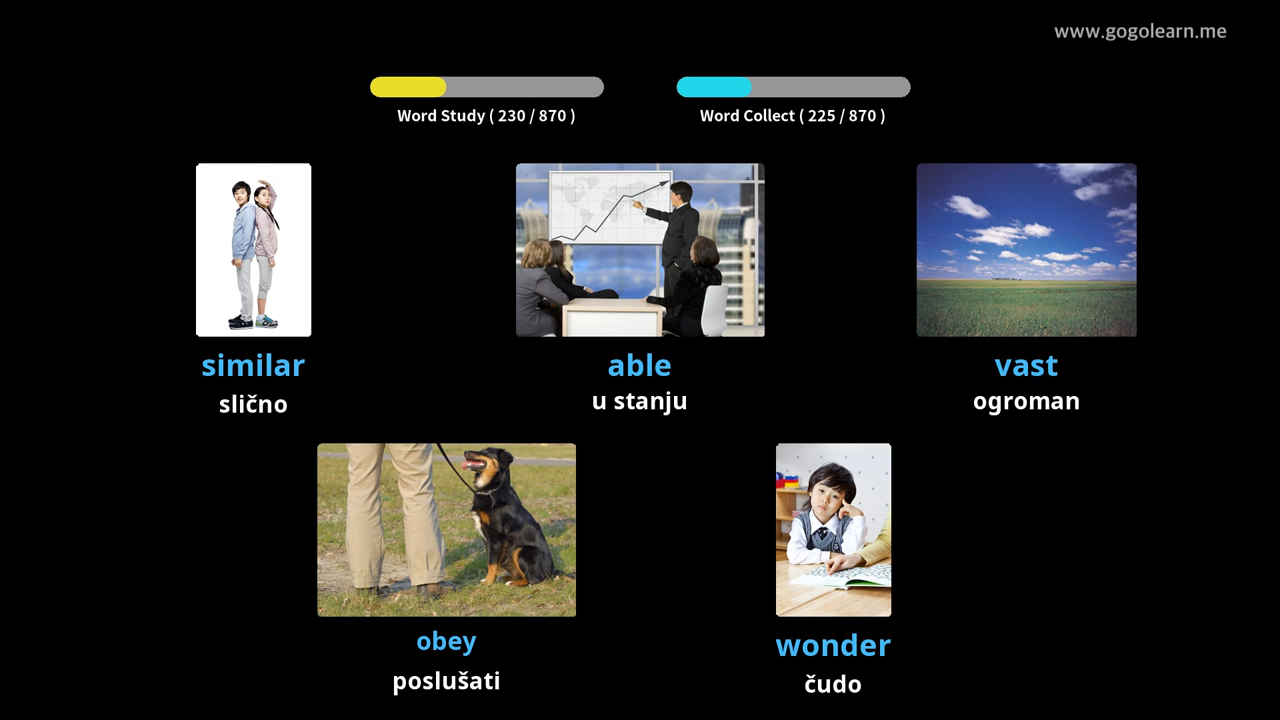 www.gogolearn.me
Word Study ( 230 / 870 )
Word Collect ( 225 / 870 )
similar
slično
able
u stanju
vast
ogroman
obey
poslušati
wonder
čudo